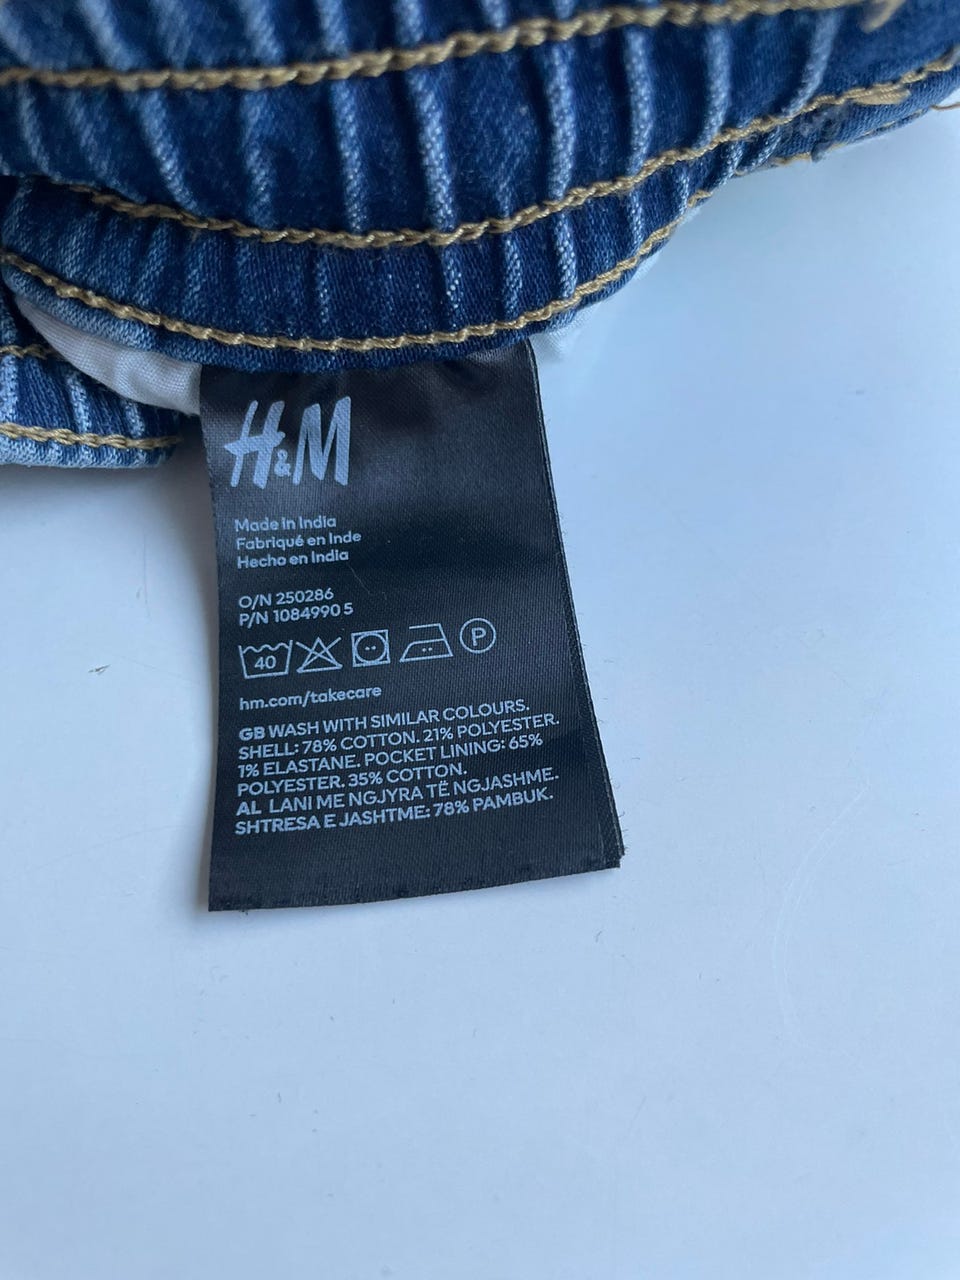 H&M
Made in India
Fabriqué en Inde
Hecho en India
O/N 250286
P/N 1084990 5
40 P
hm.com/takecare
GB WASH WITH SIMILAR COLOURS.
SHELL: 78% COTTON. 21% POLYESTER.
1% ELASTANE. POCKET LINING: 65%
POLYESTER. 35% COTTON.
AL LANI ME NGJYRA TË NGJASHME.
SHTRESA E JASHTME: 78% PAMBUK.